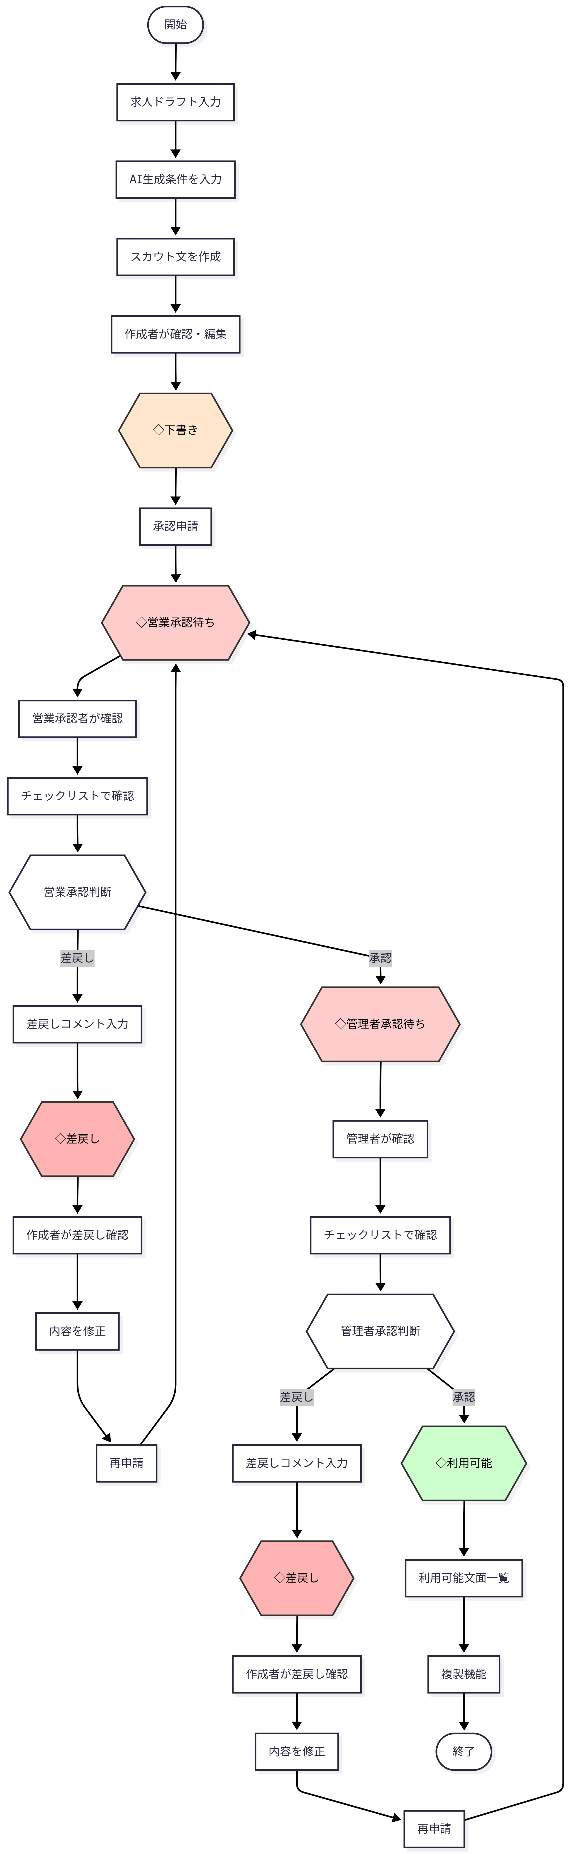 開始
求人ドラフト入力
AI生成条件を入力
スカウト文を作成
作成者が確認・編集
◇下書き
承認申請
◇営業承認待ち
営業承認者が確認
チェックリストで確認
営業承認判断
差戻し
承認
差戻しコメント入力
◇管理者承認待ち
◇差戻し
管理者が確認
作成者が差戻し確認
チェックリストで確認
内容を修正
管理者承認判断
差戻し
承認
再申請
差戻しコメント入力
◇利用可能
◇差戻し
利用可能文面一覧
作成者が差戻し確認
複製機能
内容を修正
終了
再申請